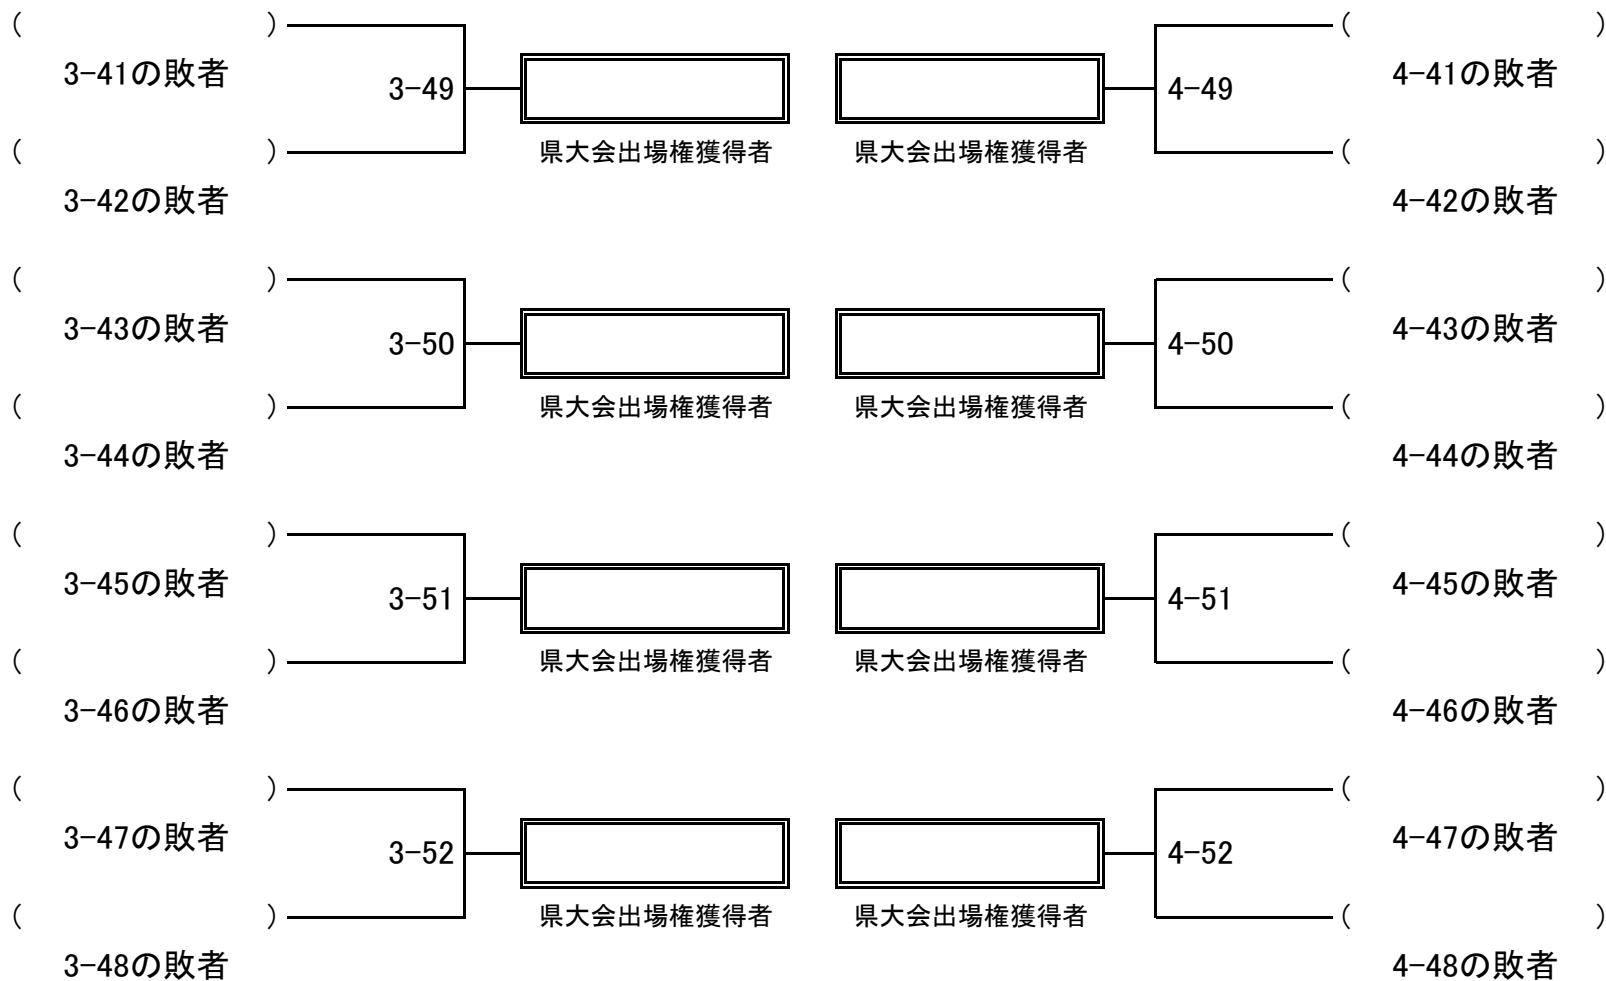 ( ) ( )
3-41の敗者 3-49 4-49 4-41の敗者
( ) 県大会出場権獲得者 県大会出場権獲得者 ( )
3-42の敗者 4-42の敗者
( ) ( )
3-43の敗者 3-50 4-50 4-43の敗者
( ) 県大会出場権獲得者 県大会出場権獲得者 ( )
3-44の敗者 4-44の敗者
( ) ( )
3-45の敗者 3-51 4-51 4-45の敗者
( ) 県大会出場権獲得者 県大会出場権獲得者 ( )
3-46の敗者 4-46の敗者
( ) ( )
3-47の敗者 3-52 4-52 4-47の敗者
( ) 県大会出場権獲得者 県大会出場権獲得者 ( )
3-48の敗者 4-48の敗者